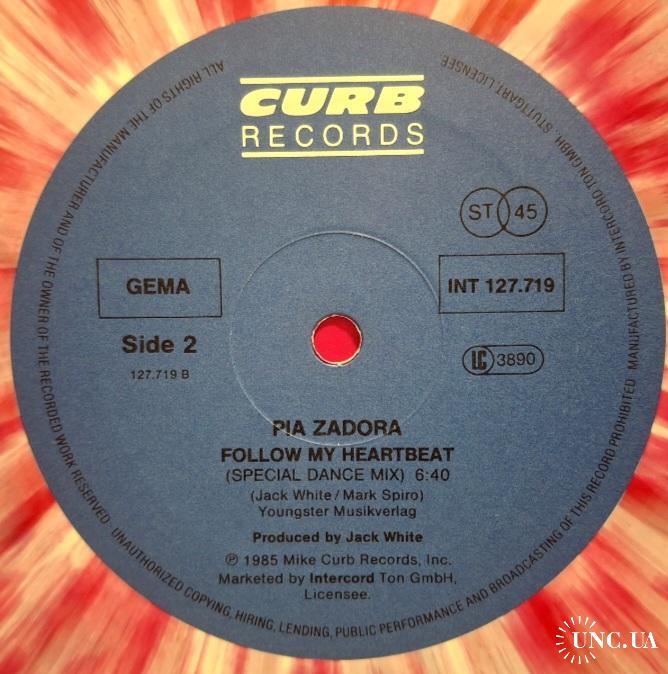 CURB
RECORDS
ST 45
GEMA
INT 127.719
Side 2
127.719 B
LC 3890
PIA ZADORA
FOLLOW MY HEARTBEAT
(SPECIAL DANCE MIX) 6:40
(Jack White/Mark Spiro)
Youngster Musikverlag
Produced by Jack White
℗ 1985 Mike Curb Records, Inc.
Marketed by Intercord Ton GmbH,
Licensee.
ALL RIGHTS OF THE MANUFACTURER AND OF THE OWNER OF THE RECORDED WORK RESERVED · UNAUTHORIZED COPYING, HIRING, LENDING, PUBLIC PERFORMANCE AND BROADCASTING OF THIS RECORD PROHIBITED MANUFACTURED BY INTERCORD TON GMBH, STUTTGART LICENSEE.
UNC.UA